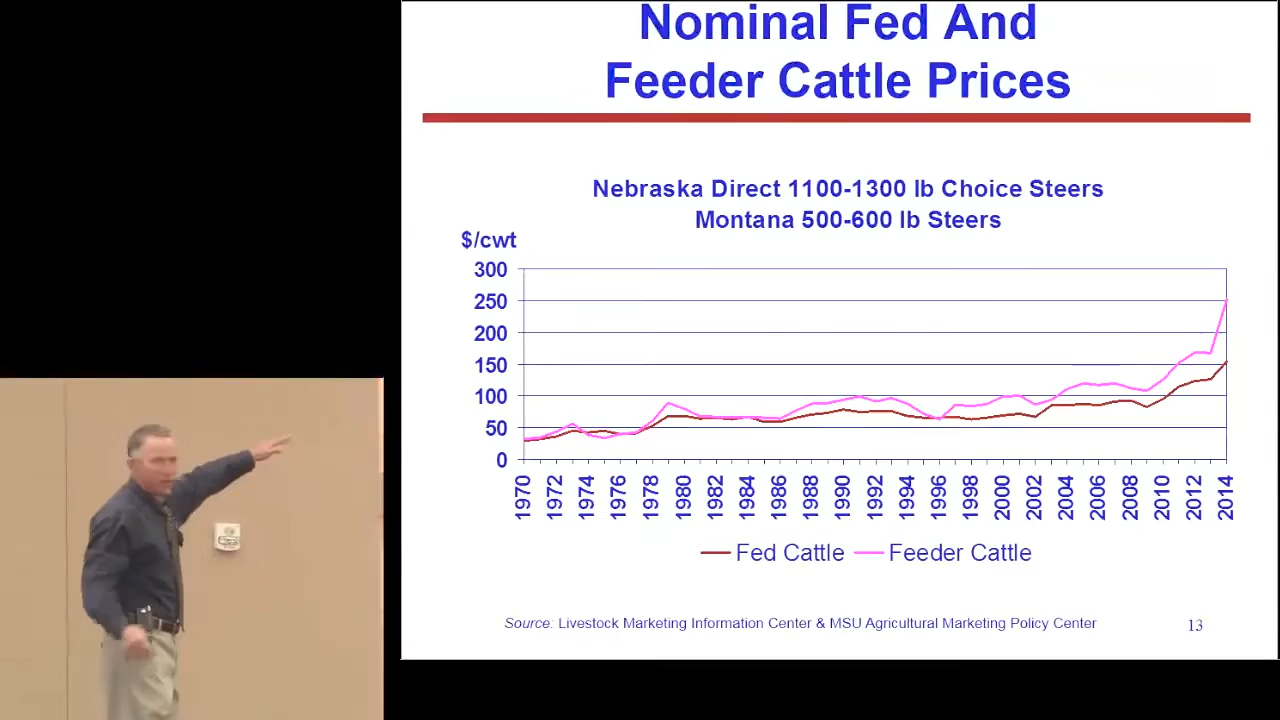 Nominal Fed And
Feeder Cattle Prices
Nebraska Direct 1100-1300 lb Choice Steers
Montana 500-600 lb Steers
$/cwt
300
250
200
150
100
50
0
1970 1972 1974 1976 1978 1980 1982 1984 1986 1988 1990 1992 1994 1996 1998 2000 2002 2004 2006 2008 2010 2012 2014
Fed Cattle Feeder Cattle
Source: Livestock Marketing Information Center & MSU Agricultural Marketing Policy Center
13